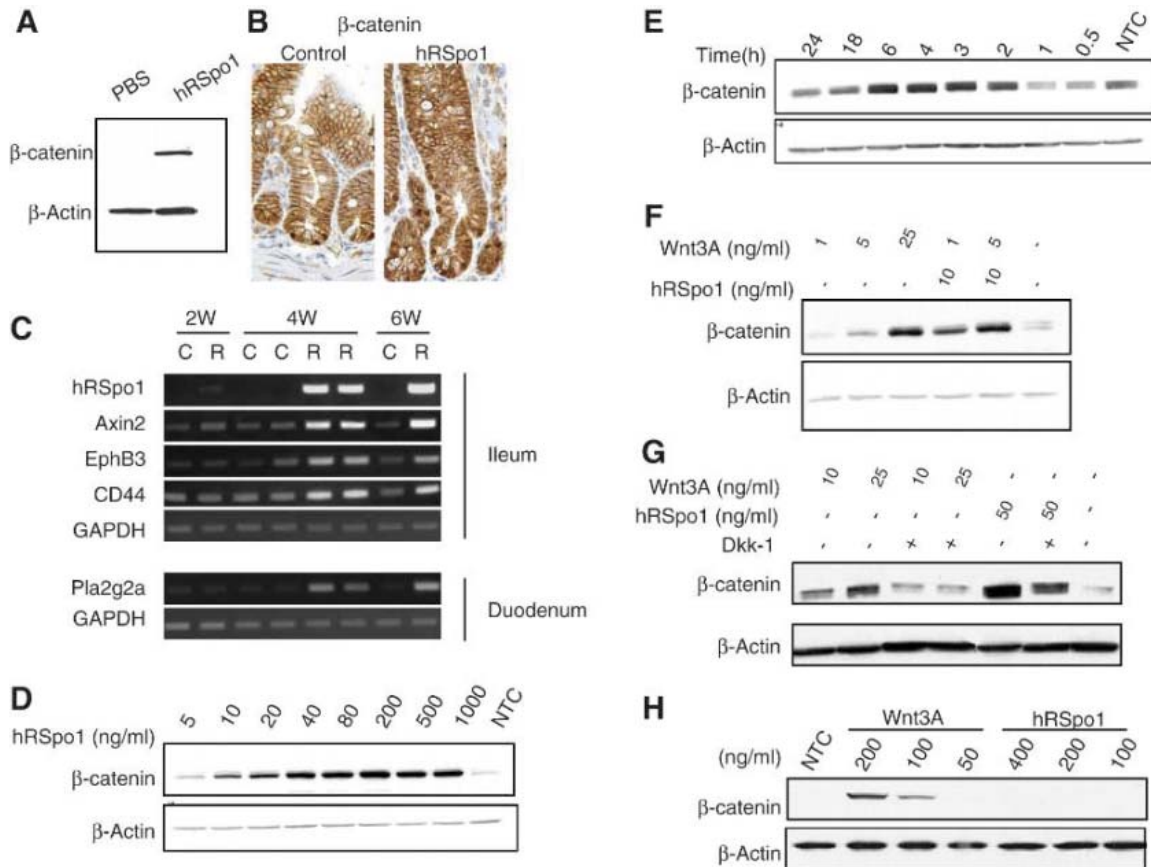 A
PBS
hRSpo1
β-catenin
β-Actin
B
β-catenin
Control
hRSpo1
C
2W 4W 6W
C R C C R R C R
hRSpo1
Axin2
EphB3
CD44
GAPDH
Ileum
Pla2g2a
GAPDH
Duodenum
D
hRSpo1 (ng/ml) 5 10 20 40 80 200 500 1000 NTC
β-catenin
β-Actin
E
Time(h) 24 18 6 4 3 2 1 0.5 NTC
β-catenin
β-Actin
F
Wnt3A (ng/ml) 1 5 25 1 5 -
hRSpo1 (ng/ml) - - - 10 10 -
β-catenin
β-Actin
G
Wnt3A (ng/ml) 10 25 10 25 - - -
hRSpo1 (ng/ml) - - - - 50 50 -
Dkk-1 - - + + - + -
β-catenin
β-Actin
H
Wnt3A hRSpo1
(ng/ml) NTC 200 100 50 400 200 100
β-catenin
β-Actin